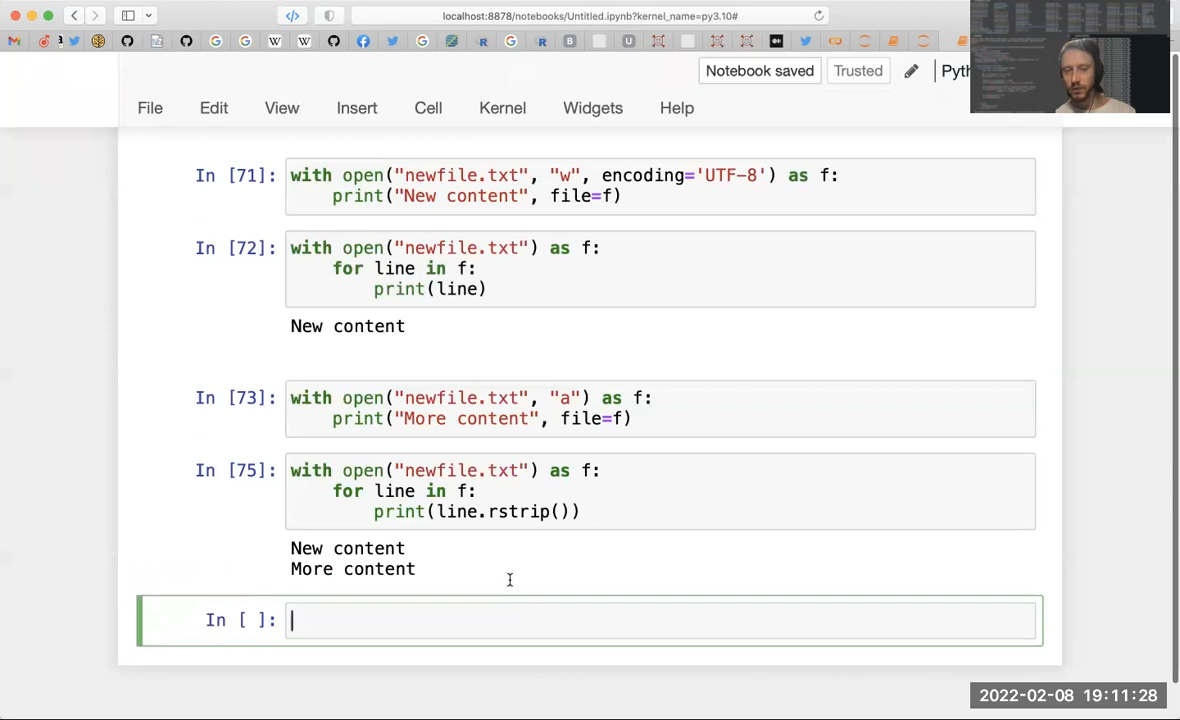 localhost:8878/notebooks/Untitled.ipynb?kernel_name=py3.10#
Notebook saved
Trusted
File
Edit
View
Insert
Cell
Kernel
Widgets
Help
In [71]:
with open("newfile.txt", "w", encoding='UTF-8') as f:
print("New content", file=f)
In [72]:
with open("newfile.txt") as f:
for line in f:
print(line)
New content
In [73]:
with open("newfile.txt", "a") as f:
print("More content", file=f)
In [75]:
with open("newfile.txt") as f:
for line in f:
print(line.rstrip())
New content
More content
In [ ]:
2022-02-08 19:11:28